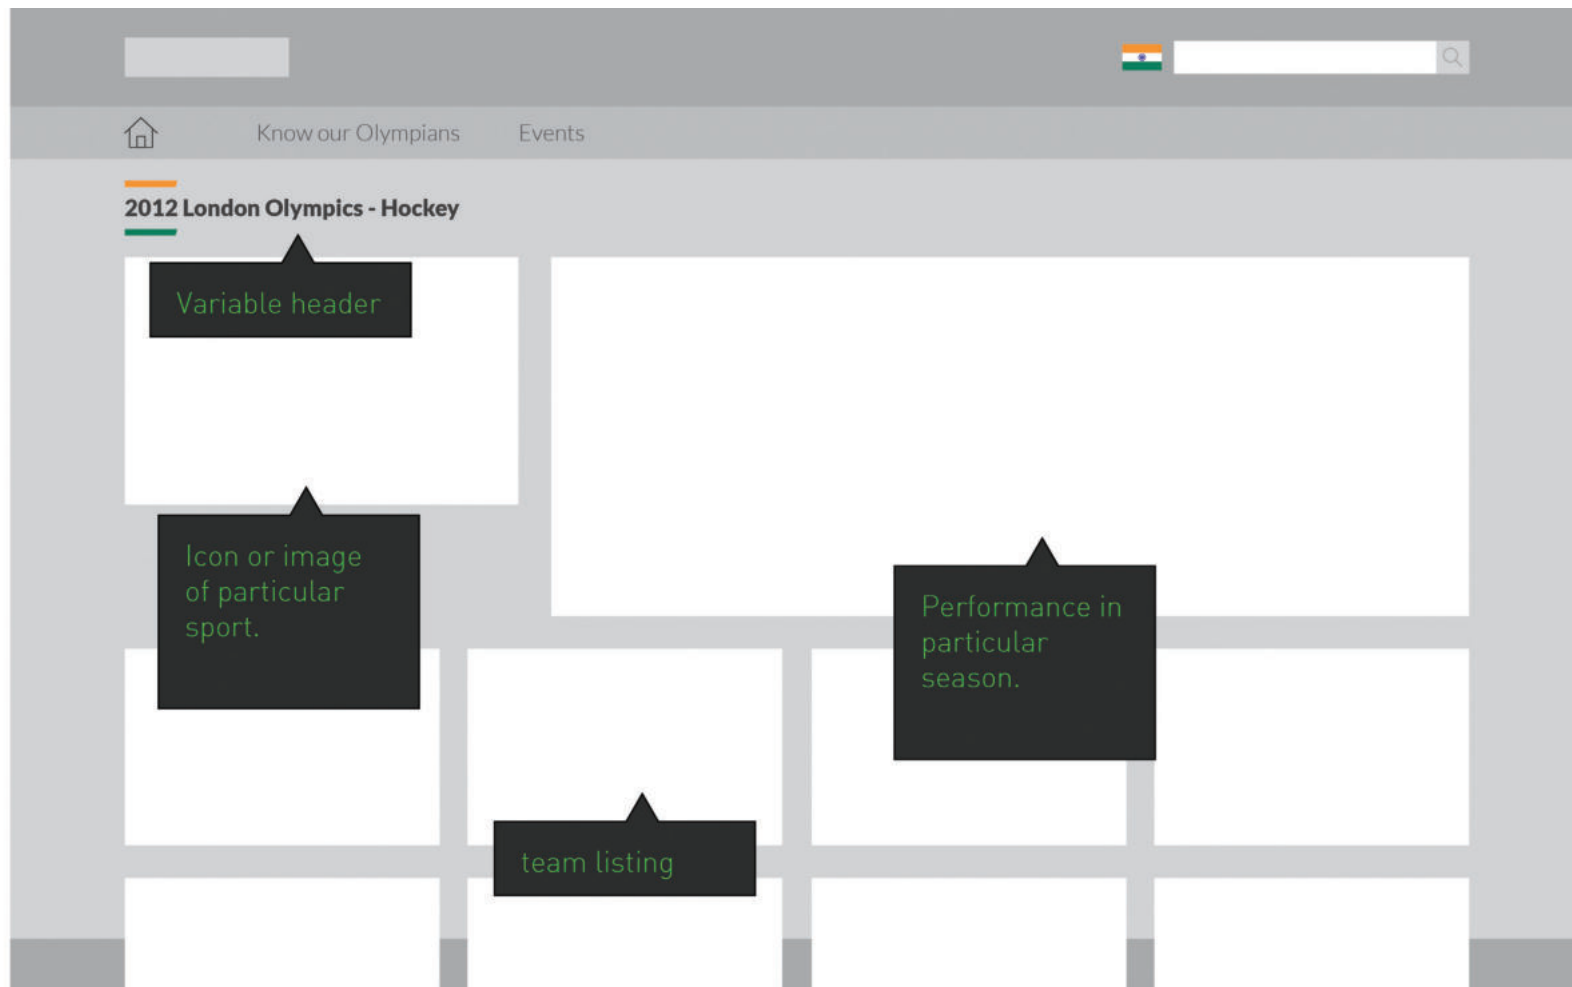 Know our Olympians
Events
2012 London Olympics - Hockey
Variable header
Icon or image
of particular
sport.
Performance in
particular
season.
team listing